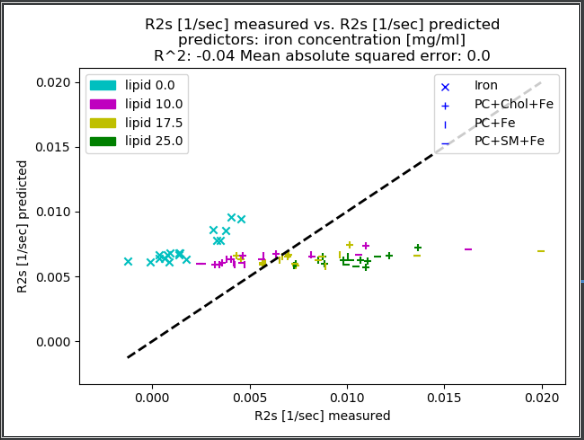 R2s [1/sec] measured vs. R2s [1/sec] predicted
predictors: iron concentration [mg/ml]
R^2: -0.04 Mean absolute squared error: 0.0
lipid 0.0
lipid 10.0
lipid 17.5
lipid 25.0
Iron
PC+Chol+Fe
PC+Fe
PC+SM+Fe
R2s [1/sec] predicted
0.020
0.015
0.010
0.005
0.000
0.000 0.005 0.010 0.015 0.020
R2s [1/sec] measured